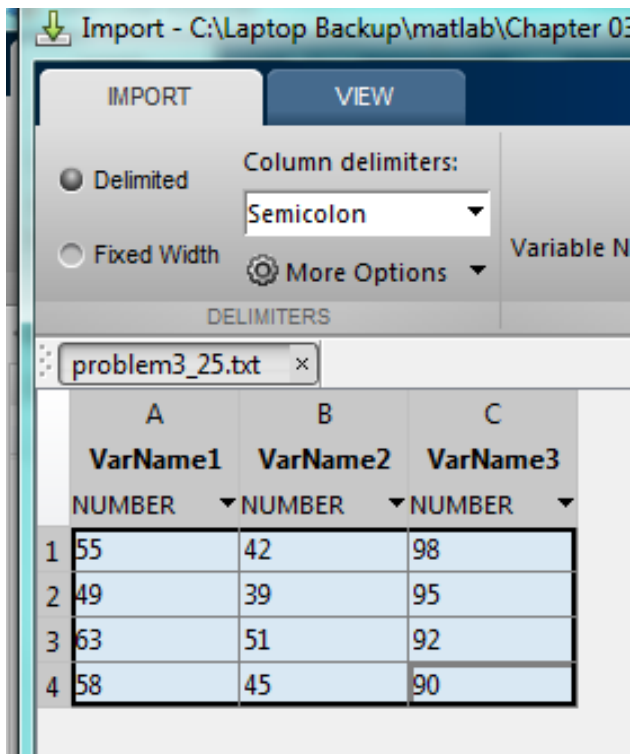 Import - C:\Laptop Backup\matlab\Chapter 03
IMPORT VIEW
Delimited
Column delimiters:
Semicolon
Fixed Width
More Options
Variable N
DELIMITERS
problem3_25.txt ×
A B C
VarName1 VarName2 VarName3
NUMBER NUMBER NUMBER
1 55 42 98
2 49 39 95
3 63 51 92
4 58 45 90